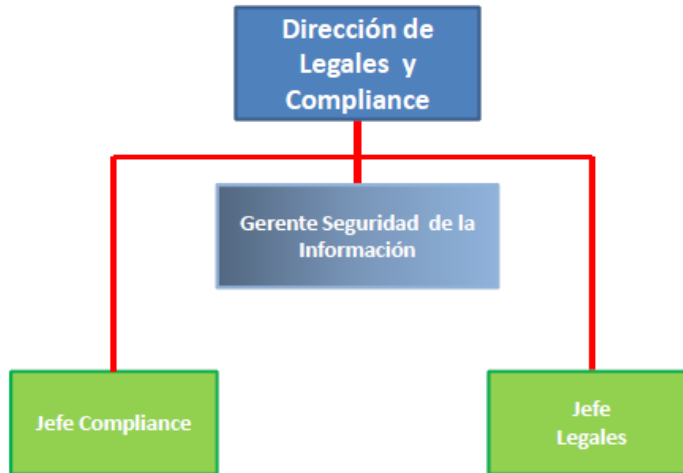 Dirección de
Legales y
Compliance
Gerente Seguridad de la
Información
Jefe Compliance
Jefe
Legales